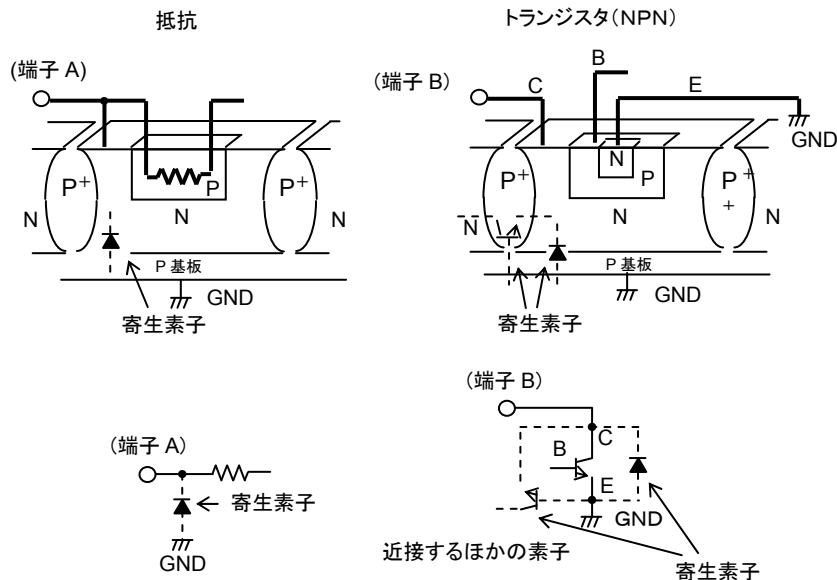 抵抗
トランジスタ(NPN)
(端子 A)
(端子 B)
B
C
E
GND
P+
P
P+
N
N
N
P 基板
GND
寄生素子
N
P+
P
P+
+
N
N
N
P 基板
GND
寄生素子
(端子 A)
寄生素子
GND
(端子 B)
C
B
E
GND
近接するほかの素子
寄生素子